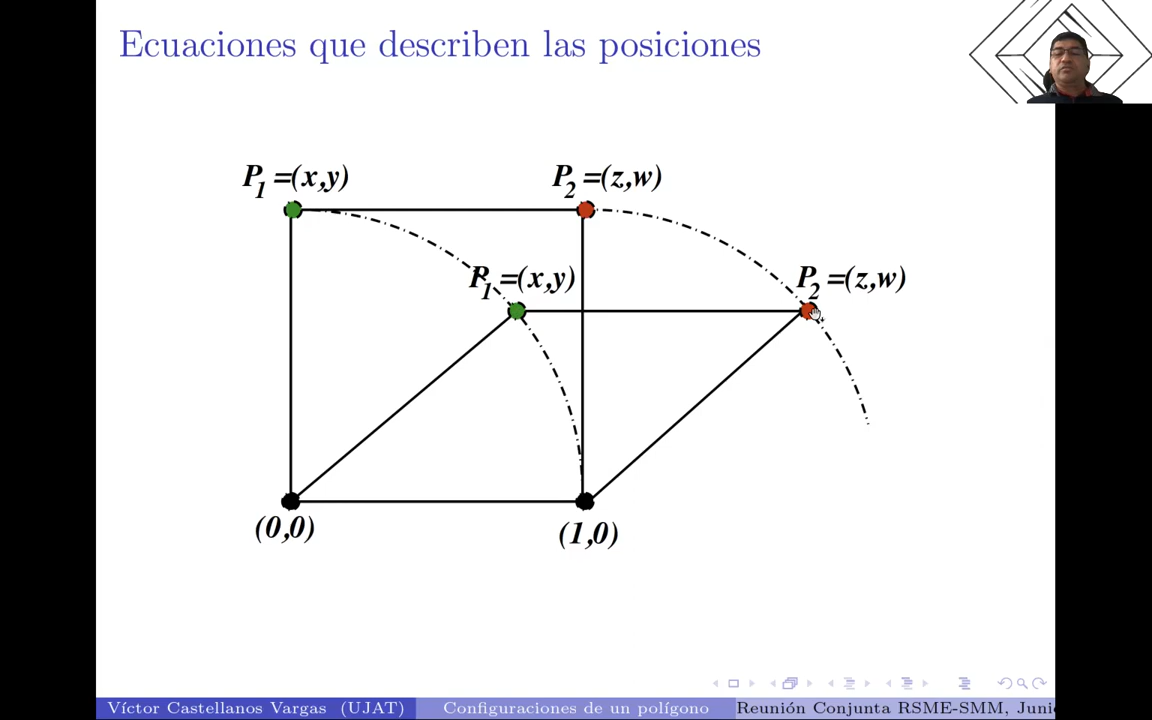 Ecuaciones que describen las posiciones
P1 =(x,y)
P2 =(z,w)
P1 =(x,y)
P2 =(z,w)
(0,0)
(1,0)
Víctor Castellanos Vargas (UJAT)
Configuraciones de un polígono
Reunión Conjunta RSME-SMM, Juni